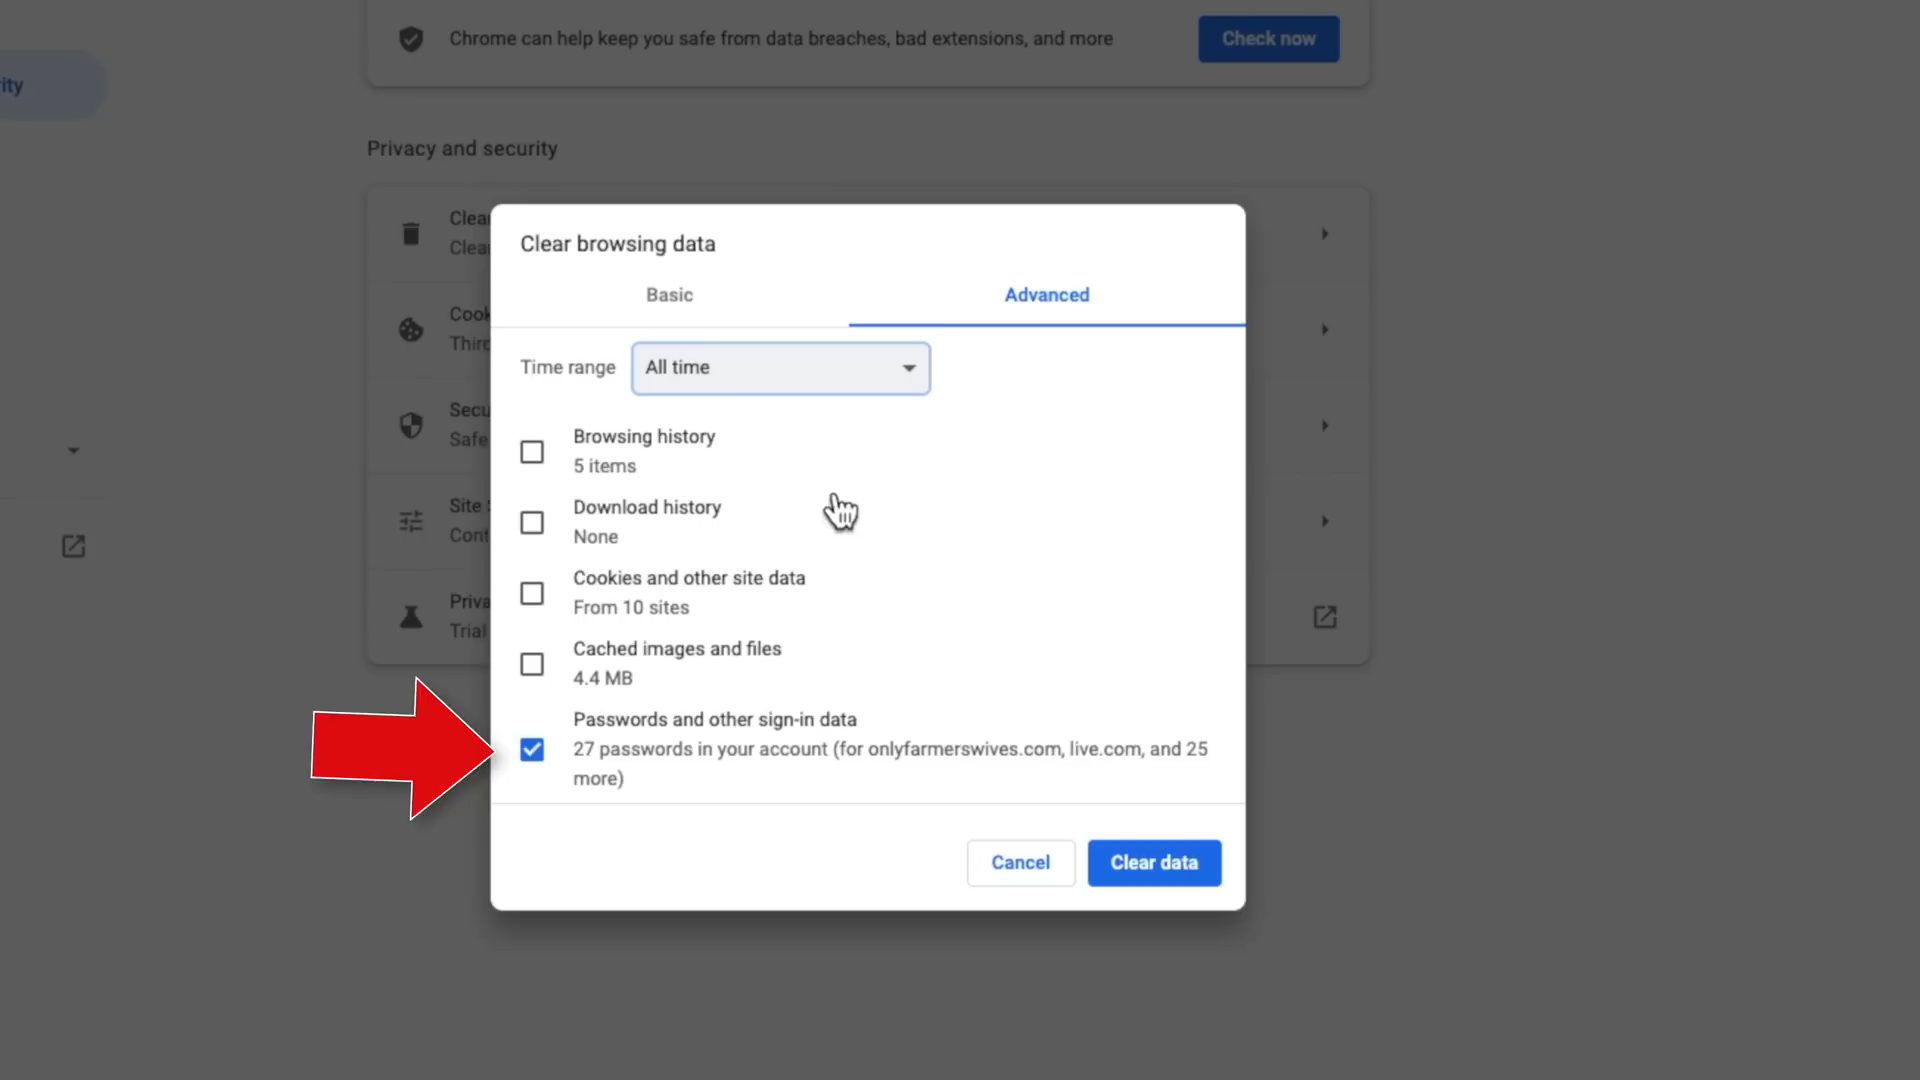 Chrome can help keep you safe from data breaches, bad extensions, and more
Check now
ity
Privacy and security
Clea
Clea
Cook
Thir
Secu
Safe
Site
Cont
Priva
Trial
Clear browsing data
Basic
Advanced
Time range
All time
Browsing history
5 items
Download history
None
Cookies and other site data
From 10 sites
Cached images and files
4.4 MB
Passwords and other sign-in data
27 passwords in your account (for onlyfarmerswives.com, live.com, and 25
more)
Cancel
Clear data